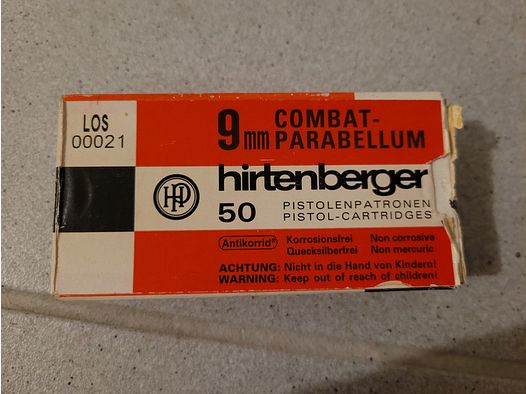 LOS
00021
9mm COMBAT-
PARABELLUM
HP
hirtenberger
50 PISTOLENPATRONEN
PISTOL-CARTRIDGES
Antikorrid® Korrosionsfrei Non corrosive
Quecksilberfrei Non mercuric
ACHTUNG: Nicht in die Hand von Kindern!
WARNING: Keep out of reach of children!